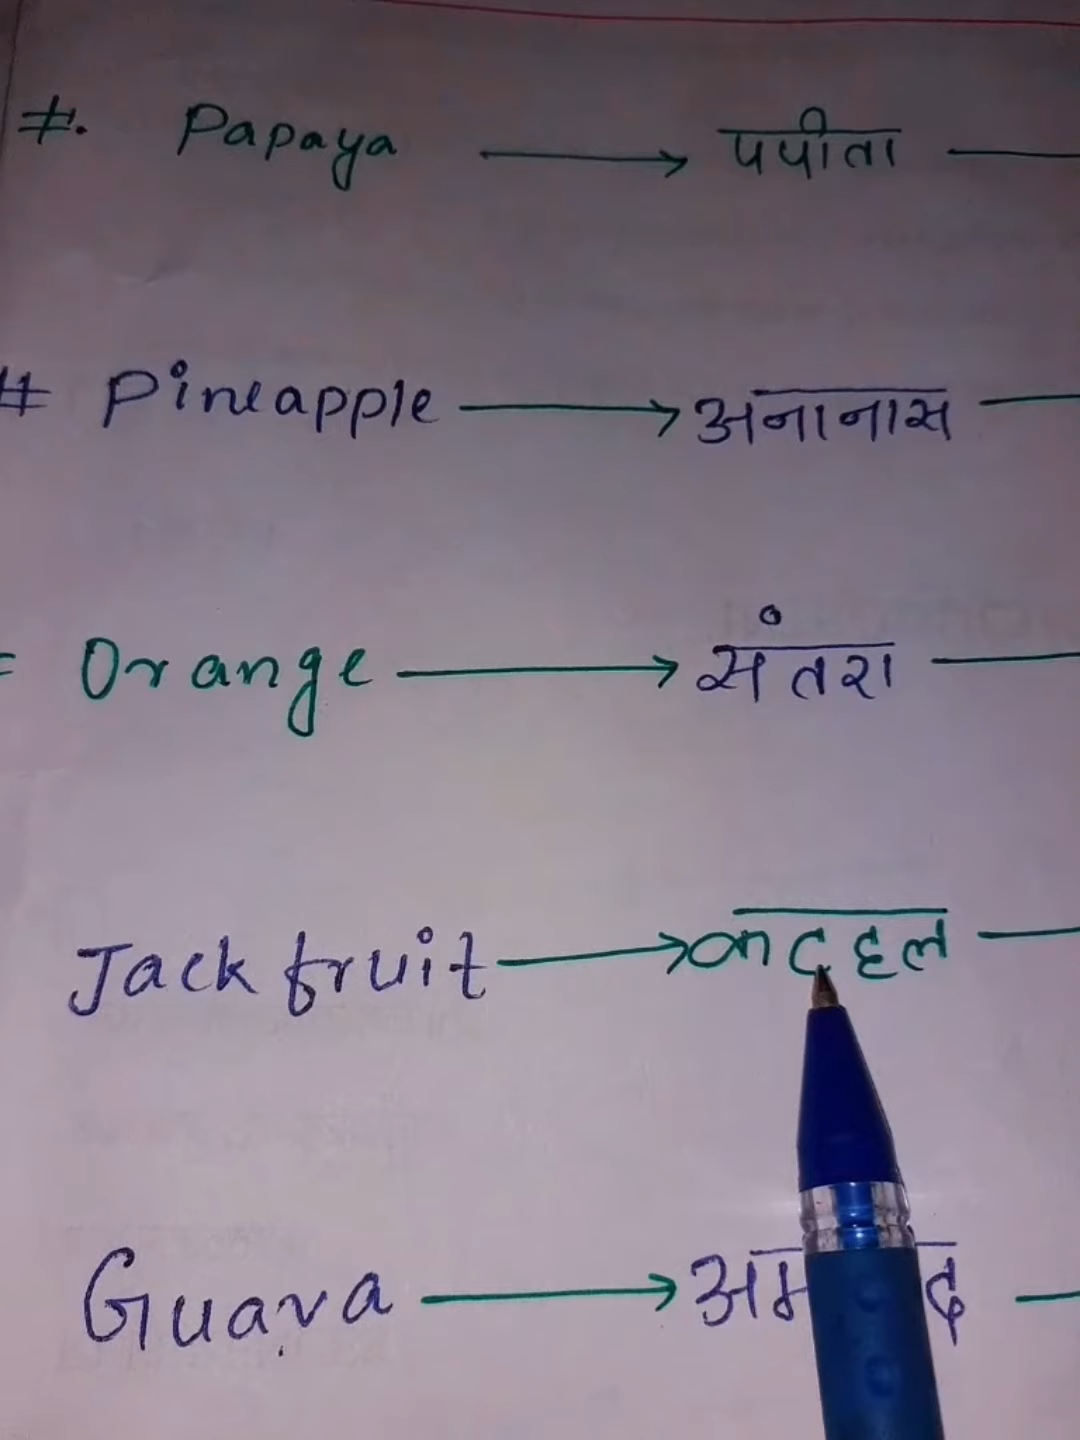 #. Papaya → पपीता —
# Pineapple → अनानास —
= Orange → संतरा —
Jack fruit → कटहल —
Guava → —